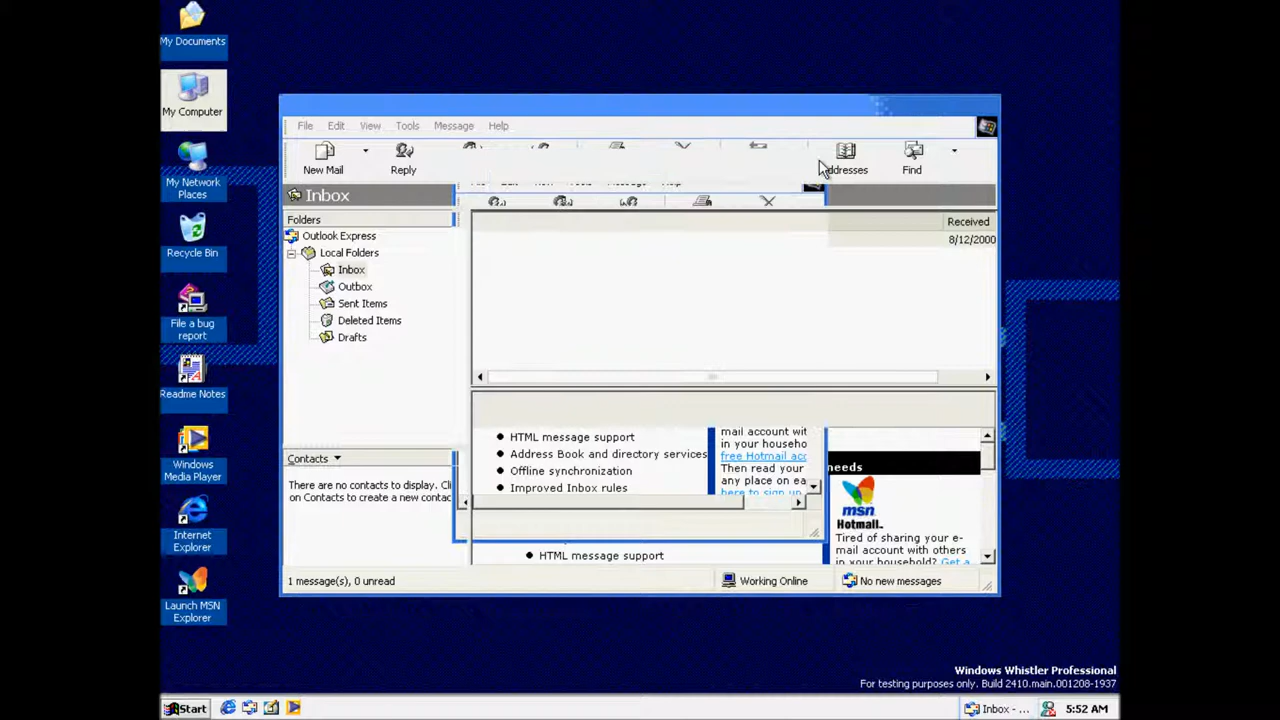 My Documents
My Computer
My Network
Places
Recycle Bin
File a bug
report
Readme Notes
Windows
Media Player
Internet
Explorer
Launch MSN
Explorer
File Edit View Tools Message Help
New Mail Reply Find
Inbox
Folders
Outlook Express
Local Folders
Inbox
Outbox
Sent Items
Deleted Items
Drafts
Received
8/12/2000
Contacts
There are no contacts to display.
on Contacts to create a new
HTML message support
Address Book and directory services
Offline synchronization
Improved Inbox rules
HTML message support
mail account
in your
free Hotmail
Then read your
any place on
here to sign up
needs
msn
Hotmail
Tired of sharing your e-
mail account with others
in your household? Get a
1 message(s), 0 unread
Working Online
No new messages
Windows Whistler Professional
For testing purposes only. Build 2410.main.001208-1937
Start
Inbox - ...
5:52 AM